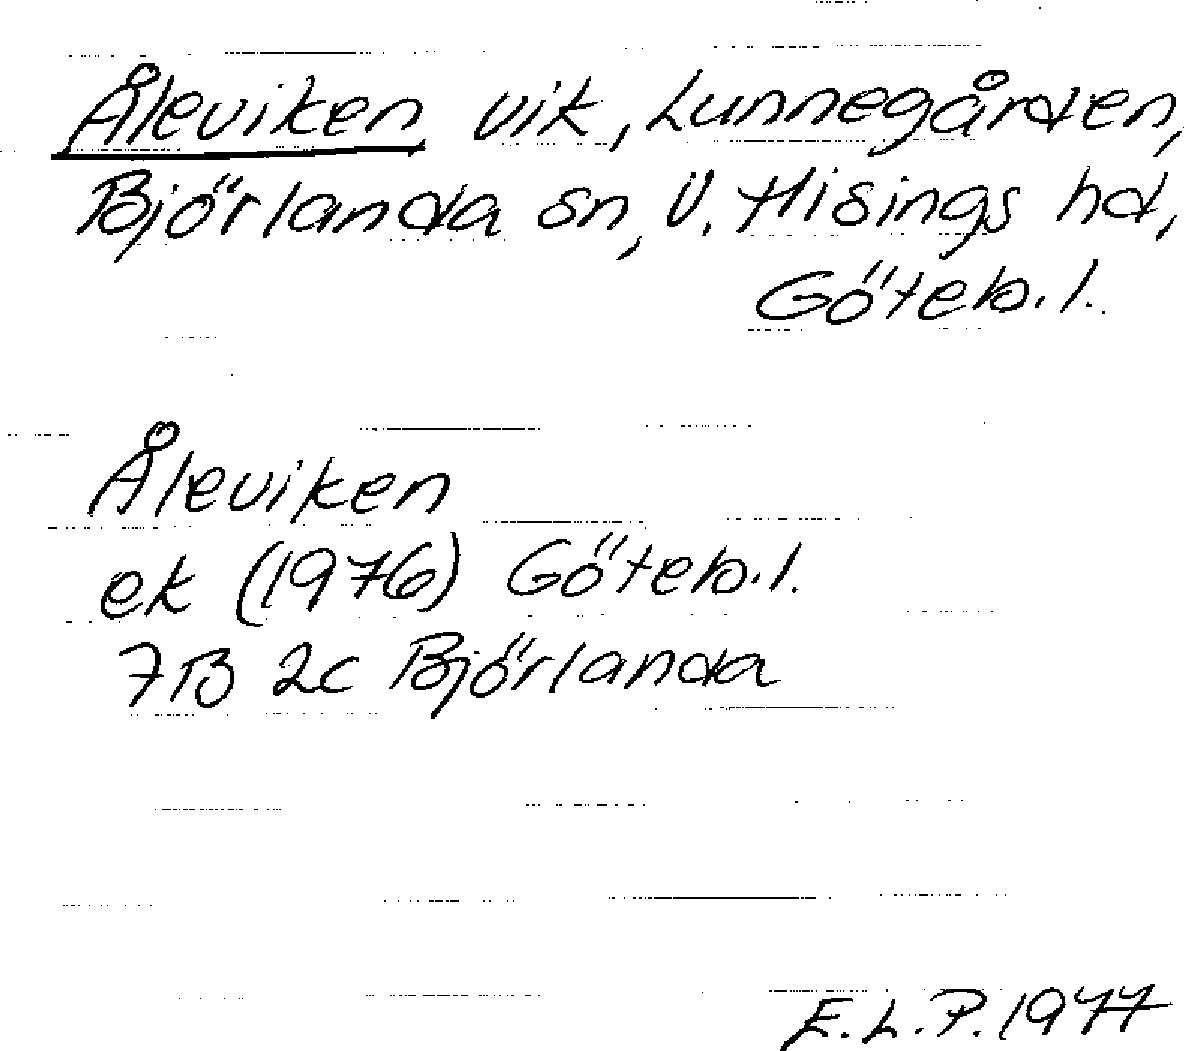 Åleviken vik, Lunnegården,
Björlanda sn, V. Hisings hd,
Göteb.l.
Åleviken
ek (1976) Göteb.l.
7B 2c Björlanda
E.L.P. 1977